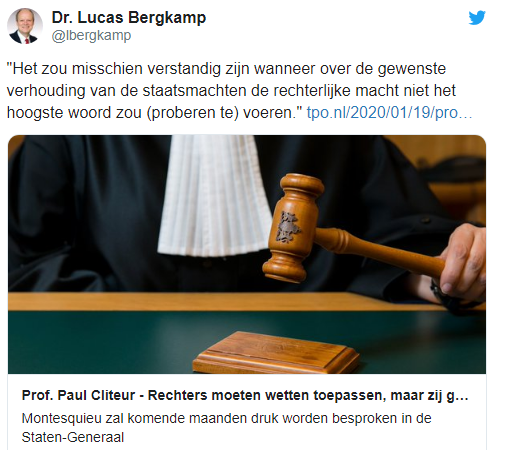 Dr. Lucas Bergkamp
@lbergkamp
"Het zou misschien verstandig zijn wanneer over de gewenste
verhouding van de staatsmachten de rechterlijke macht niet het
hoogste woord zou (proberen te) voeren." tpo.nl/2020/01/19/pro…
Prof. Paul Cliteur - Rechters moeten wetten toepassen, maar zij g...
Montesquieu zal komende maanden druk worden besproken in de
Staten-Generaal